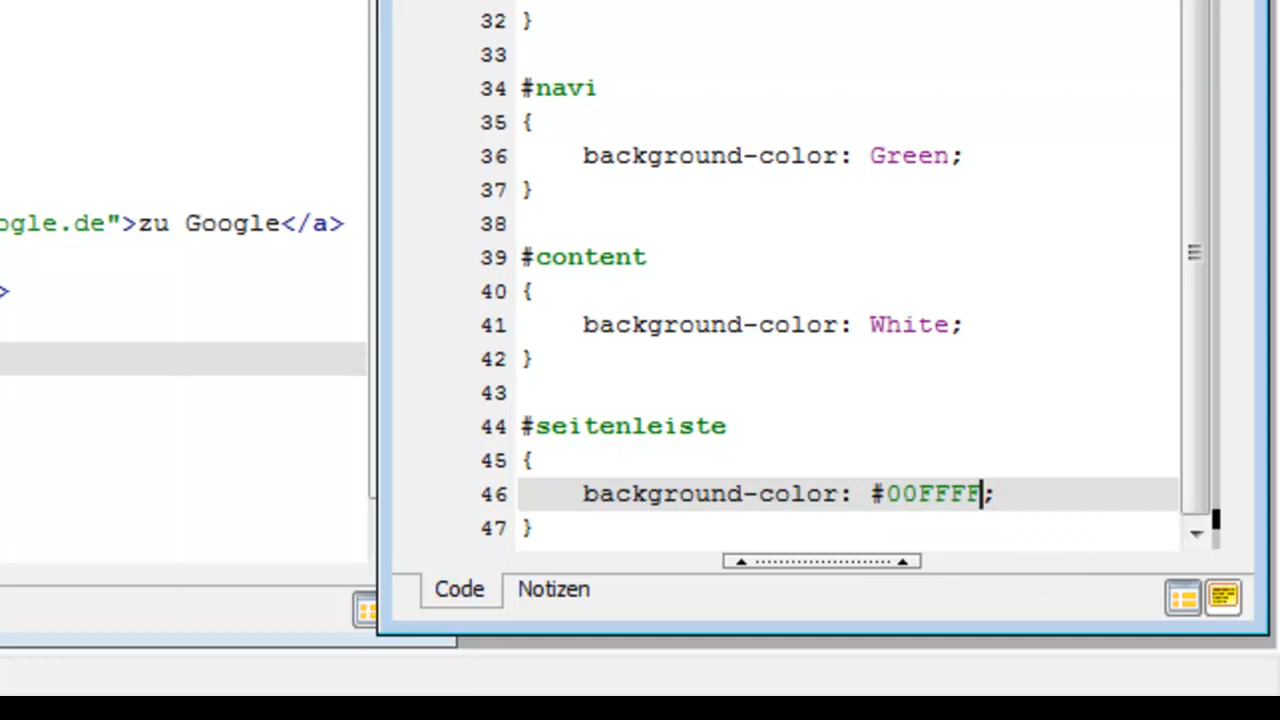 32 }
33
34 #navi
35 {
36 background-color: Green;
37 }
38
ogle.de">zu Google</a>
39 #content
40 {
>
41 background-color: White;
42 }
43
44 #seitenleiste
45 {
46 background-color: #00FFFF;
47 }
Code Notizen